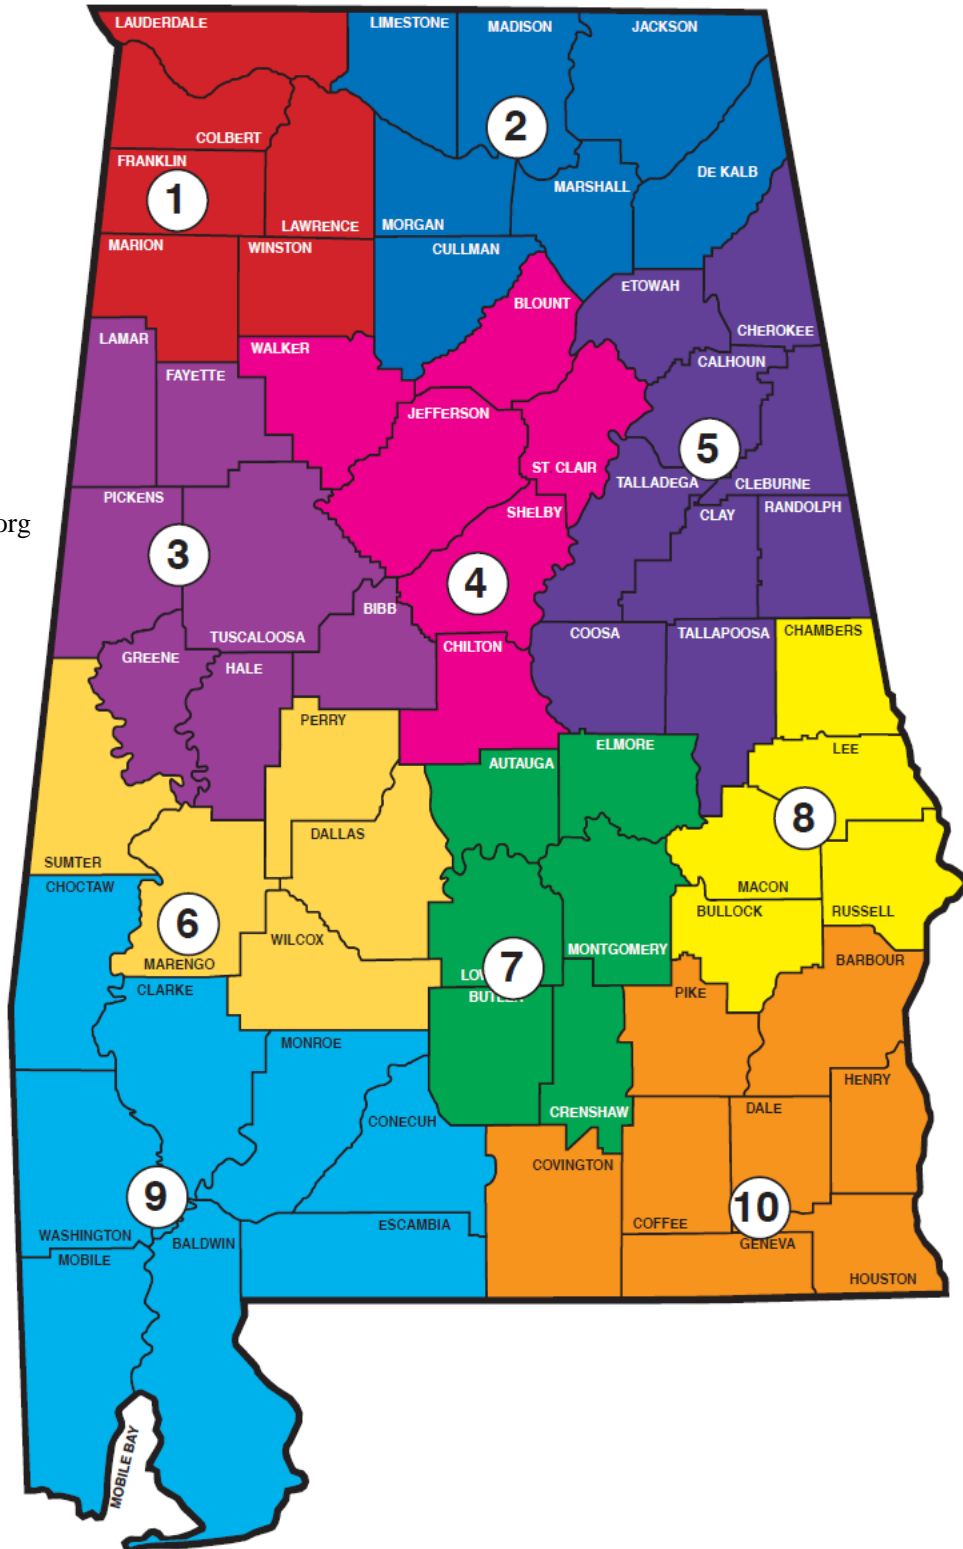 LAUDERDALE
LIMESTONE
MADISON
JACKSON
2
COLBERT
FRANKLIN
DE KALB
MARSHALL
1
LAWRENCE
MORGAN
MARION
WINSTON
CULLMAN
ETOWAH
BLOUNT
CHEROKEE
LAMAR
WALKER
CALHOUN
FAYETTE
JEFFERSON
5
ST CLAIR
TALLADEGA
CLEBURNE
PICKENS
RANDOLPH
SHELBY
CLAY
org
3
4
BIBB
TUSCALOOSA
COOSA
TALLAPOOSA
CHAMBERS
CHILTON
GREENE
HALE
PERRY
ELMORE
LEE
AUTAUGA
8
DALLAS
SUMTER
CHOCTAW
MACON
BULLOCK
RUSSELL
6
WILCOX
MONTGOMERY
7
MARENGO
BARBOUR
LOW
CLARKE
PIKE
BUTLER
MONROE
HENRY
DALE
CRENSHAW
CONECUH
COVINGTON
9
10
ESCAMBIA
COFFEE
WASHINGTON
BALDWIN
GENEVA
MOBILE
HOUSTON
MOBILE BAY